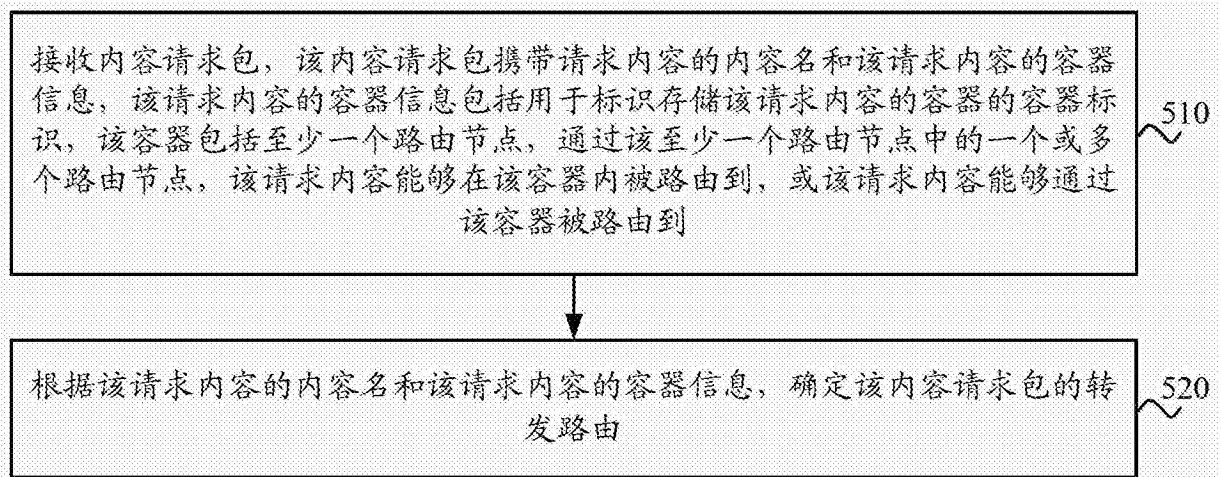 接收内容请求包，该内容请求包携带请求内容的内容名和该请求内容的容器
信息，该请求内容的容器信息包括用于标识存储该请求内容的容器的容器标
识，该容器包括至少一个路由节点，通过该至少一个路由节点中的一个或多
个路由节点，该请求内容能够在该容器内被路由到，或该请求内容能够通过
该容器被路由到
510
根据该请求内容的内容名和该请求内容的容器信息，确定该内容请求包的转
发路由
520